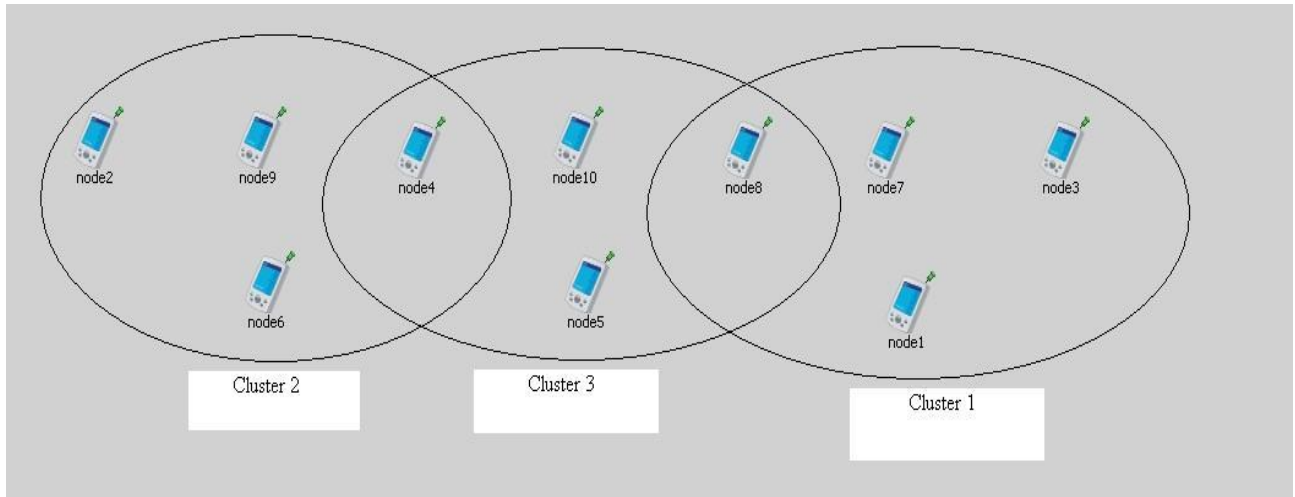 node2
node9
node4
node10
node8
node7
node3
node6
node5
node1
Cluster 2
Cluster 3
Cluster 1